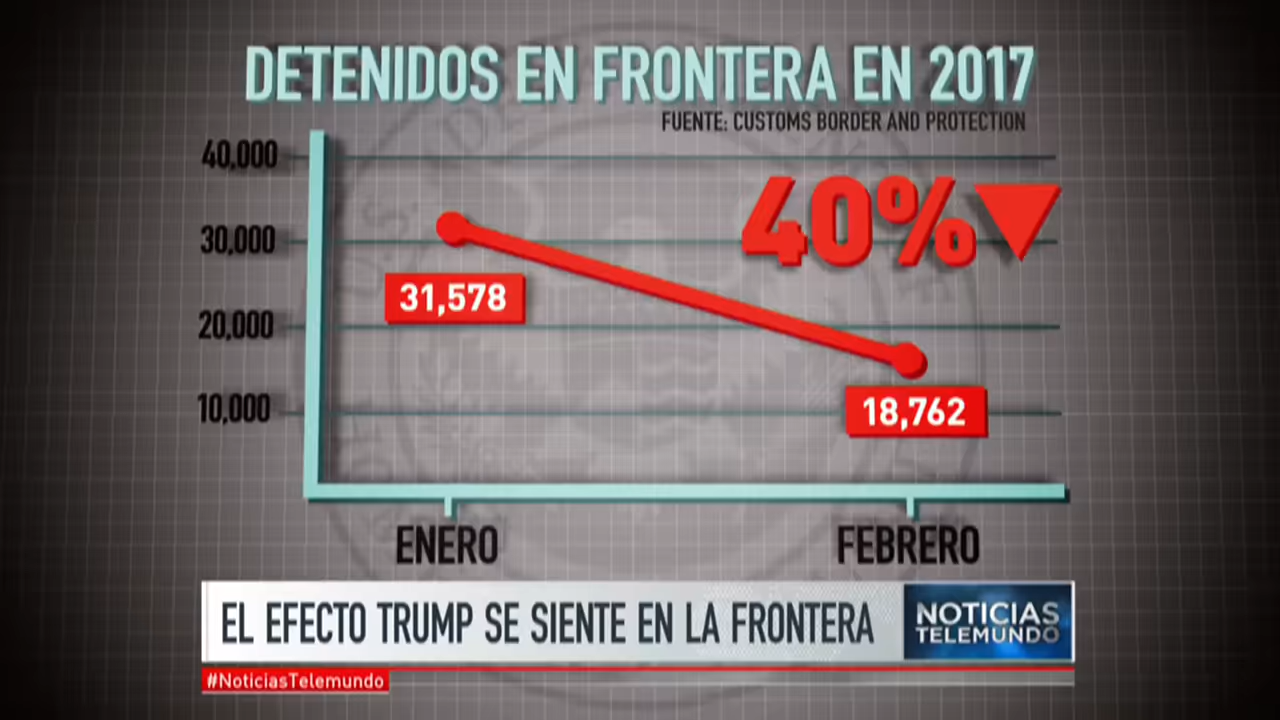 DETENIDOS EN FRONTERA EN 2017
FUENTE: CUSTOMS BORDER AND PROTECTION
40,000
40%
30,000
31,578
20,000
18,762
10,000
ENERO
FEBRERO
EL EFECTO TRUMP SE SIENTE EN LA FRONTERA
NOTICIAS
TELEMUNDO
#NoticiasTelemundo